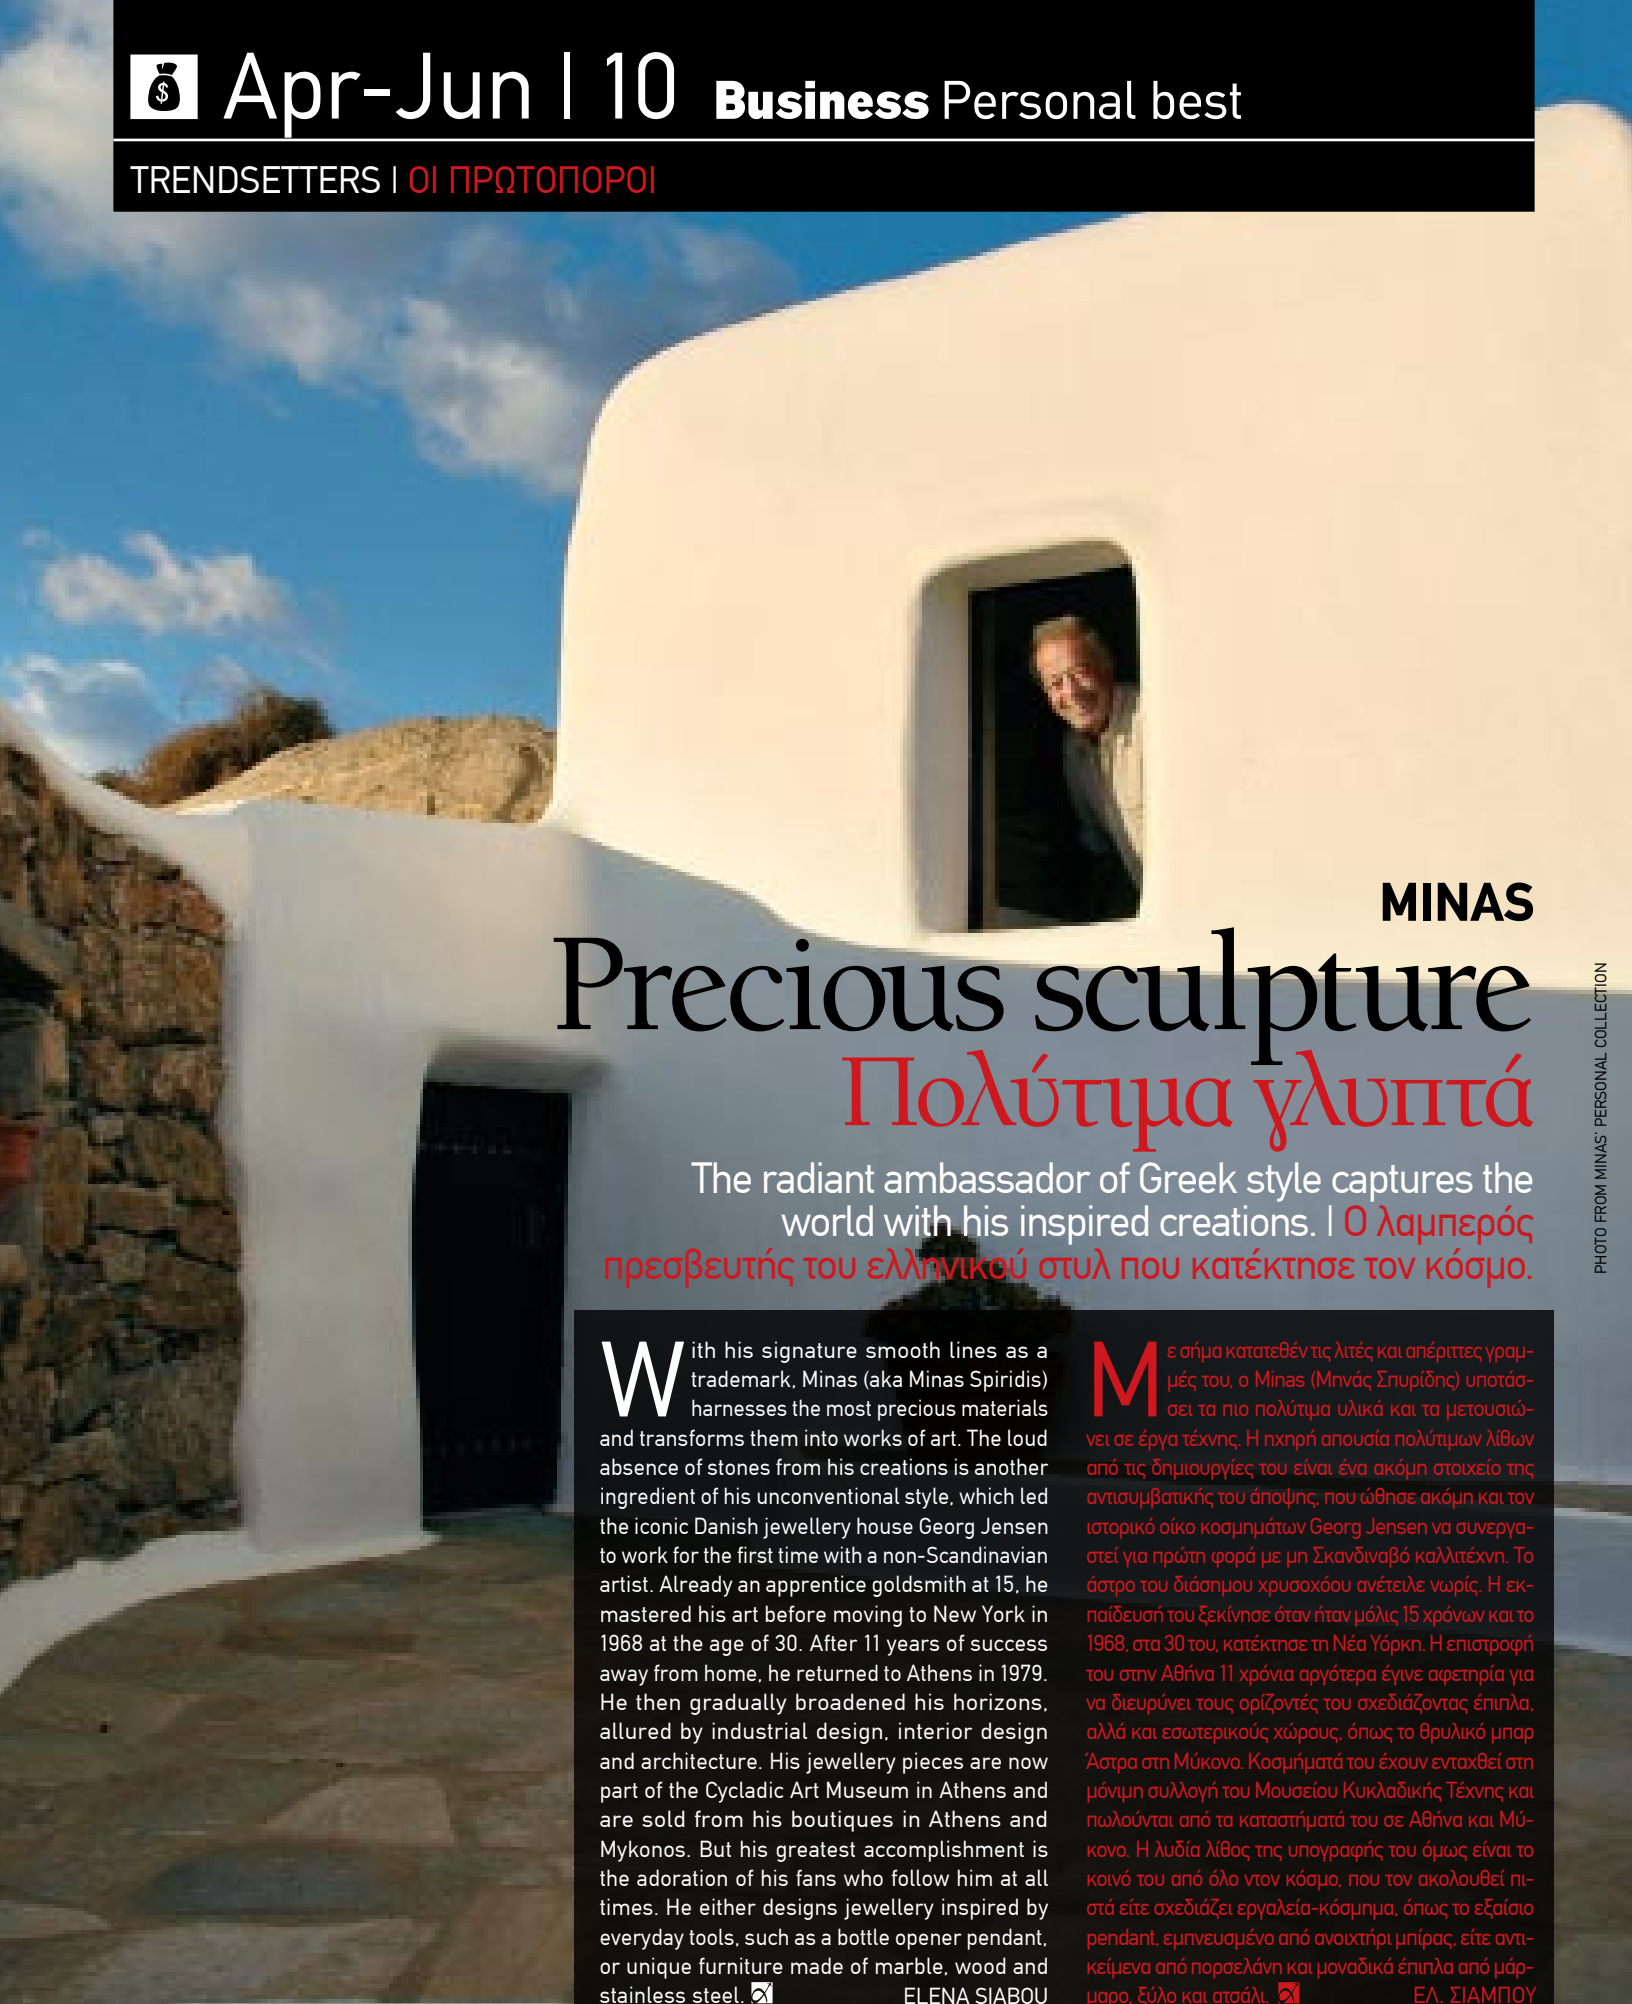 Apr-Jun | 10 Business Personal best
TRENDSETTERS | ΟΙ ΠΡΩΤΟΠΟΡΟΙ
MINAS
Precious sculpture
Πολύτιμα γλυπτά
The radiant ambassador of Greek style captures the
world with his inspired creations. | Ο λαμπερός
πρεσβευτής του ελληνικού στυλ που κατέκτησε τον κόσμο.
PHOTO FROM MINAS' PERSONAL COLLECTION
With his signature smooth lines as a
trademark, Minas (aka Minas Spiridis)
harnesses the most precious materials
and transforms them into works of art. The loud
absence of stones from his creations is another
ingredient of his unconventional style, which led
the iconic Danish jewellery house Georg Jensen
to work for the first time with a non-Scandinavian
artist. Already an apprentice goldsmith at 15, he
mastered his art before moving to New York in
1968 at the age of 30. After 11 years of success
away from home, he returned to Athens in 1979.
He then gradually broadened his horizons,
allured by industrial design, interior design
and architecture. His jewellery pieces are now
part of the Cycladic Art Museum in Athens and
are sold from his boutiques in Athens and
Mykonos. But his greatest accomplishment is
the adoration of his fans who follow him at all
times. He either designs jewellery inspired by
everyday tools, such as a bottle opener pendant,
or unique furniture made of marble, wood and
stainless steel. ELENA SIABOU
Με σήμα κατατεθέν τις λιτές και απέριττες γραμ-
μές του, ο Minas (Μηνάς Σπυρίδης) υποτάσ-
σει τα πιο πολύτιμα υλικά και τα μετουσιώ-
νει σε έργα τέχνης. Η ηχηρή απουσία πολύτιμων λίθων
από τις δημιουργίες του είναι ένα ακόμη στοιχείο της
αντισυμβατικής του άποψης, που ώθησε ακόμη και τον
ιστορικό οίκο κοσμημάτων Georg Jensen να συνεργα-
στεί για πρώτη φορά με μη Σκανδιναβό καλλιτέχνη. Το
άστρο του διάσημου χρυσοχόου ανέτειλε νωρίς. Η εκ-
παίδευσή του ξεκίνησε όταν ήταν μόλις 15 χρόνων και το
1968, στα 30 του, κατέκτησε τη Νέα Υόρκη. Η επιστροφή
του στην Αθήνα 11 χρόνια αργότερα έγινε αφετηρία για
να διευρύνει τους ορίζοντές του σχεδιάζοντας έπιπλα,
αλλά και εσωτερικούς χώρους, όπως το θρυλικό μπαρ
Άστρα στη Μύκονο. Κοσμήματά του έχουν ενταχθεί στη
μόνιμη συλλογή του Μουσείου Κυκλαδικής Τέχνης και
πωλούνται από τα καταστήματά του σε Αθήνα και Μύ-
κονο. Η λυδία λίθος της υπογραφής του όμως είναι το
κοινό του από όλο ντον κόσμο, που τον ακολουθεί πι-
στά είτε σχεδιάζει εργαλεία-κόσμημα, όπως το εξαίσιο
pendant, εμπνευσμένο από ανοιχτήρι μπίρας, είτε αντι-
κείμενα από πορσελάνη και μοναδικά έπιπλα από μάρ-
μαρο, ξύλο και ατσάλι. ΕΛ. ΣΙΑΜΠΟΥ